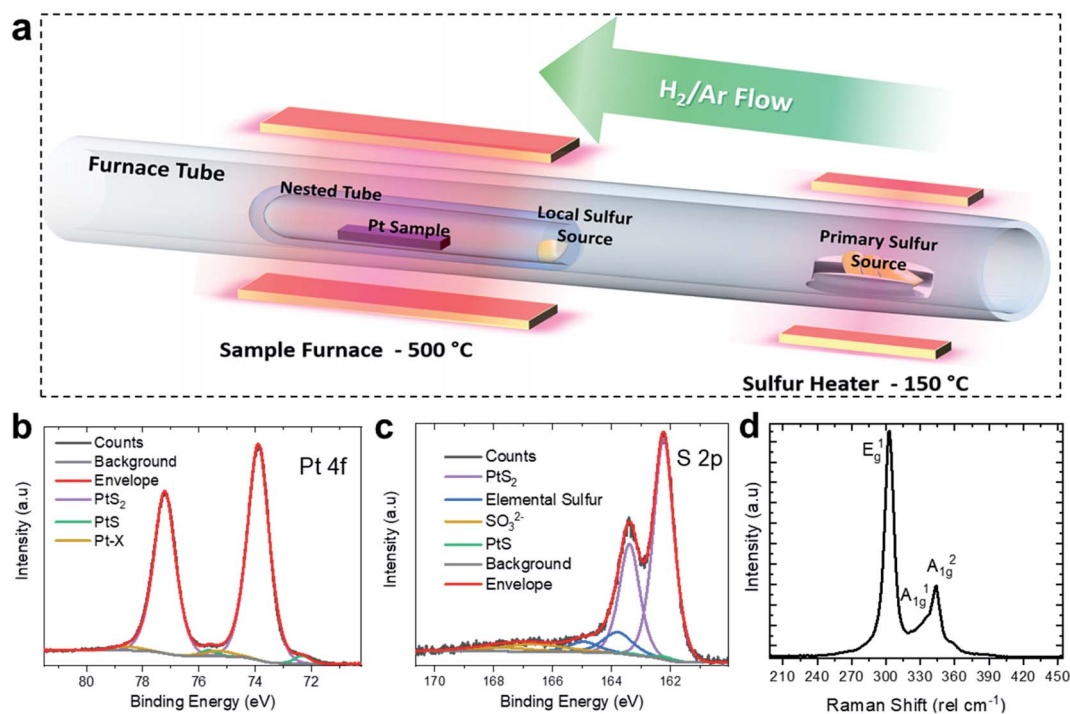 a
H₂/Ar Flow
Furnace Tube
Nested Tube
Pt Sample
Local Sulfur
Source
Primary Sulfur
Source
Sample Furnace - 500 °C
Sulfur Heater - 150 °C
b
Counts
Background
Envelope
PtS₂
PtS
Pt-X
Pt 4f
Intensity (a.u)
80 78 76 74 72
Binding Energy (eV)
c
Counts
PtS₂
Elemental Sulfur
SO₃²⁻
PtS
Background
Envelope
S 2p
Intensity (a.u)
170 168 166 164 162
Binding Energy (eV)
d
E_g¹
A₁g¹
A₁g²
Intensity (a.u)
210 240 270 300 330 360 390 420 450
Raman Shift (rel cm⁻¹)